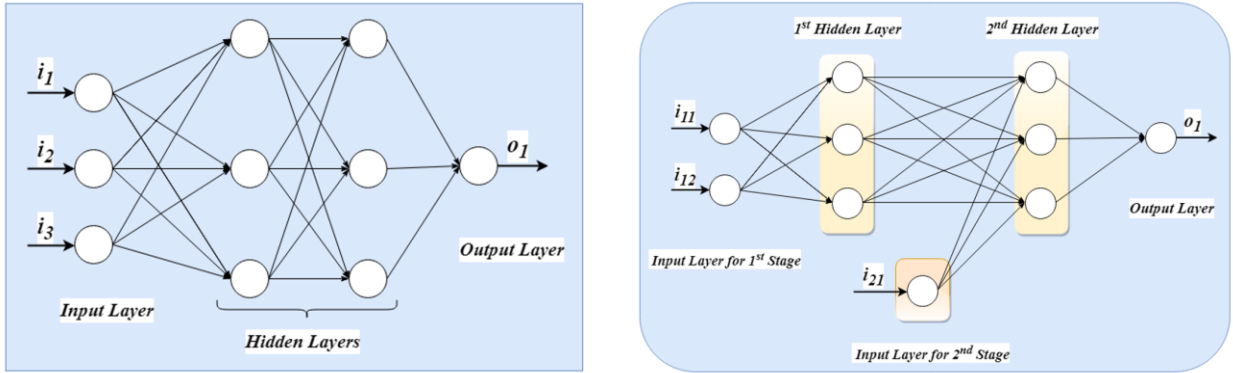 i1
i2
i3
o1
Output Layer
Input Layer
Hidden Layers
1st Hidden Layer
2nd Hidden Layer
i11
i12
o1
Output Layer
Input Layer for 1st Stage
i21
Input Layer for 2nd Stage